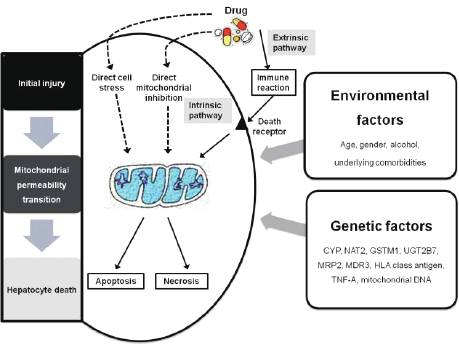 Drug
Extrinsic
pathway
Initial injury
Direct cell
stress
Direct
mitochondrial
inhibition
Immune
reaction
Intrinsic
pathway
Death
receptor
Environmental
factors
Age, gender, alcohol,
underlying comorbidities
Mitochondrial
permeability
transition
Genetic factors
CYP, NAT2, GSTM1, UGT2B7,
MRP2, MDR3, HLA class antigen,
TNF-A, mitochondrial DNA
Hepatocyte death
Apoptosis
Necrosis